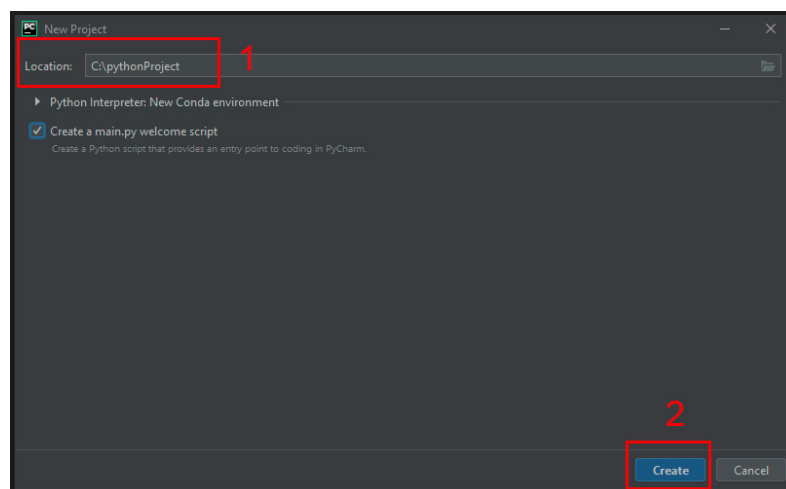 PC New Project
Location: C:\pythonProject 1
Python Interpreter: New Conda environment
Create a main.py welcome script
Create a Python script that provides an entry point to coding in PyCharm.
2
Create Cancel